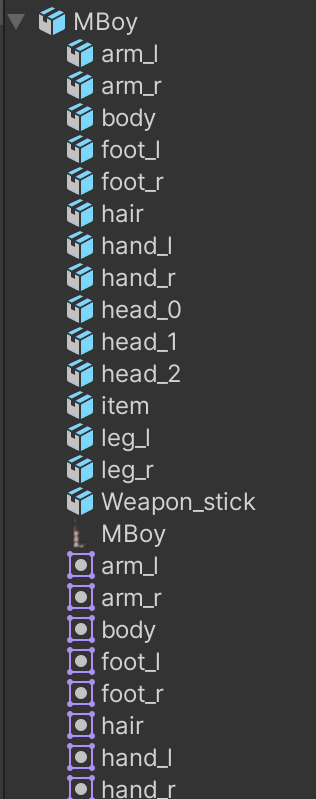 MBoy
arm_l
arm_r
body
foot_l
foot_r
hair
hand_l
hand_r
head_0
head_1
head_2
item
leg_l
leg_r
Weapon_stick
MBoy
arm_l
arm_r
body
foot_l
foot_r
hair
hand_l
hand_r